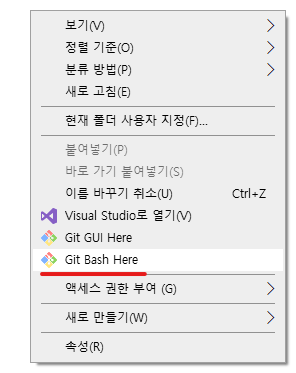 보기(V)
정렬 기준(O)
분류 방법(P)
새로 고침(E)
현재 폴더 사용자 지정(F)...
붙여넣기(P)
바로 가기 붙여넣기(S)
이름 바꾸기 취소(U) Ctrl+Z
Visual Studio로 열기(V)
Git GUI Here
Git Bash Here
액세스 권한 부여 (G)
새로 만들기(W)
속성(R)